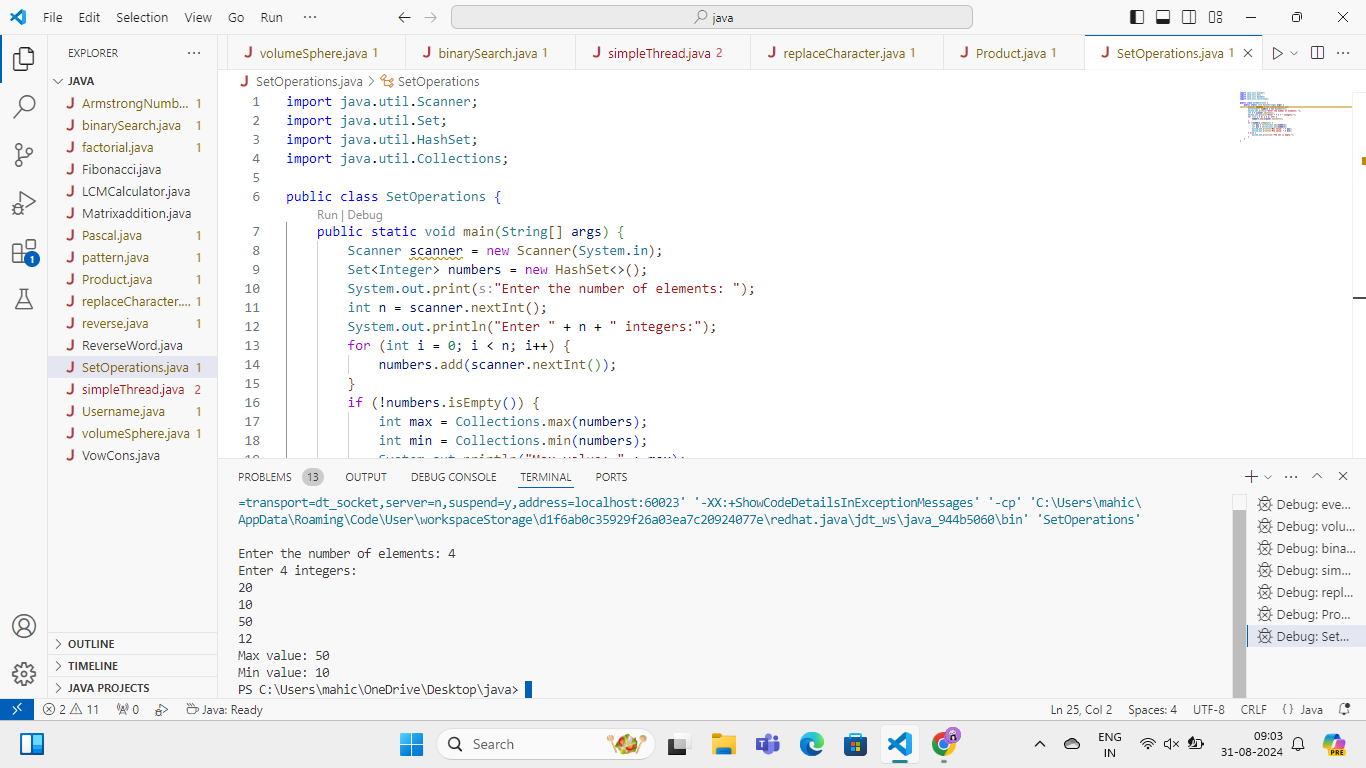 File Edit Selection View Go Run ··· java
EXPLORER ···
JAVA
ArmstrongNumb... 1
binarySearch.java 1
factorial.java 1
Fibonacci.java
LCMCalculator.java
Matrixaddition.java
Pascal.java 1
pattern.java 1
Product.java 1
replaceCharacter.... 1
reverse.java 1
ReverseWord.java
SetOperations.java 1
simpleThread.java 2
Username.java 1
volumeSphere.java 1
VowCons.java
OUTLINE
TIMELINE
JAVA PROJECTS
1
volumeSphere.java 1 binarySearch.java 1 simpleThread.java 2 replaceCharacter.java 1 Product.java 1 SetOperations.java 1
SetOperations.java > SetOperations
1 import java.util.Scanner;
2 import java.util.Set;
3 import java.util.HashSet;
4 import java.util.Collections;
5
6 public class SetOperations {
Run | Debug
7 public static void main(String[] args) {
8 Scanner scanner = new Scanner(System.in);
9 Set<Integer> numbers = new HashSet<>();
10 System.out.print(s:"Enter the number of elements: ");
11 int n = scanner.nextInt();
12 System.out.println("Enter " + n + " integers:");
13 for (int i = 0; i < n; i++) {
14 numbers.add(scanner.nextInt());
15 }
16 if (!numbers.isEmpty()) {
17 int max = Collections.max(numbers);
18 int min = Collections.min(numbers);
PROBLEMS 13 OUTPUT DEBUG CONSOLE TERMINAL PORTS
=transport=dt_socket,server=n,suspend=y,address=localhost:60023' '-XX:+ShowCodeDetailsInExceptionMessages' '-cp' 'C:\Users\mahic\
AppData\Roaming\Code\User\workspaceStorage\d1f6ab0c35929f26a03ea7c20924077e\redhat.java\jdt_ws\java_944b5060\bin' 'SetOperations'
Enter the number of elements: 4
Enter 4 integers:
20
10
50
12
Max value: 50
Min value: 10
PS C:\Users\mahic\OneDrive\Desktop\java>
Debug: eve...
Debug: volu...
Debug: bina...
Debug: sim...
Debug: repl...
Debug: Pro...
Debug: Set...
2 11 0 Java: Ready Ln 25, Col 2 Spaces: 4 UTF-8 CRLF {} Java
Search ENG IN 09:03 31-08-2024 PRE